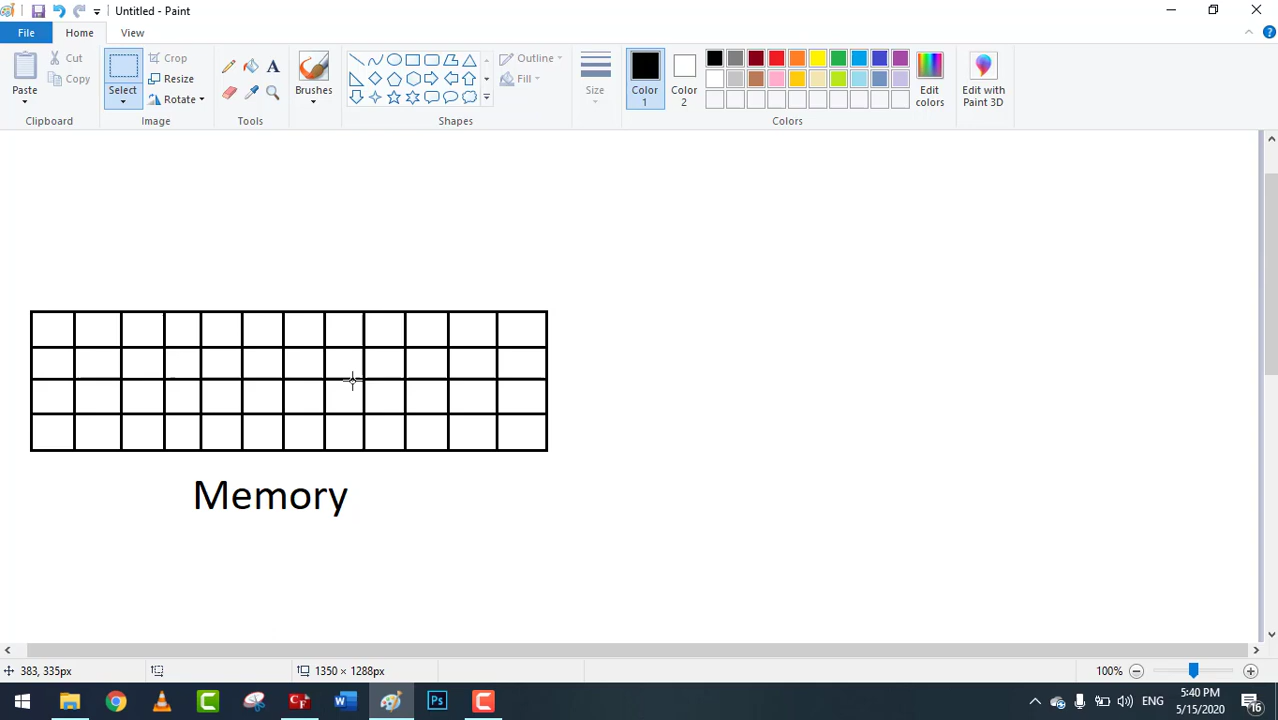 Untitled - Paint
File Home View
Paste
Cut
Copy
Clipboard
Select
Crop
Resize
Rotate
Image
Tools
Brushes
Shapes
Outline
Fill
Size
Color 1
Color 2
Colors
Edit colors
Edit with Paint 3D
Memory
383, 335px
1350 × 1288px
100%
ENG
5:40 PM
5/15/2020
16